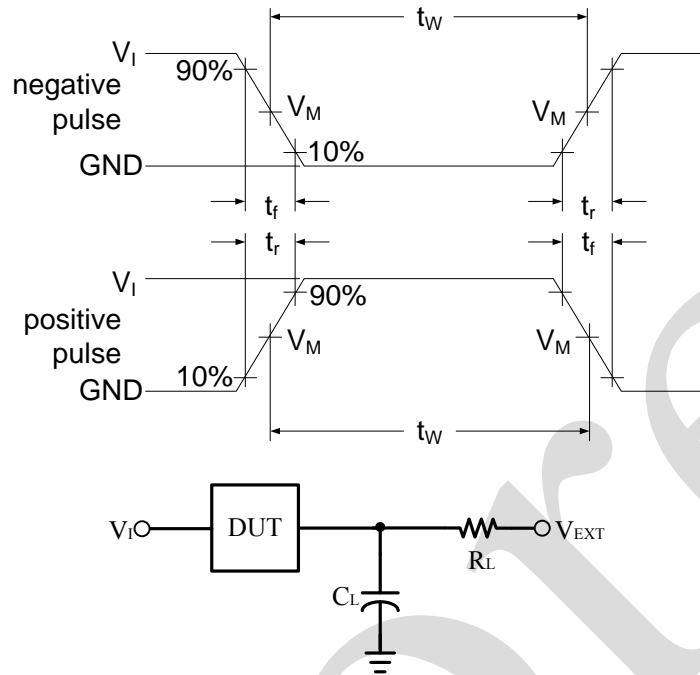 tW
VI
90%
negative
pulse
VM
VM
10%
GND
tf
tr
tr
tf
VI
90%
positive
pulse
VM
VM
10%
GND
tW
VI
DUT
VEXT
RL
CL